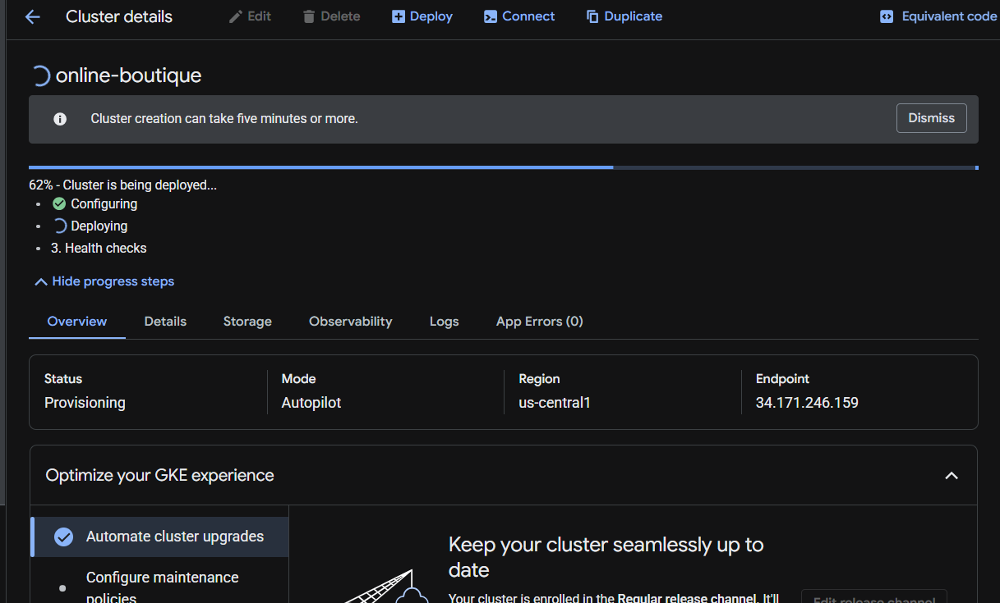 Cluster details Edit Delete Deploy Connect Duplicate Equivalent code
online-boutique
Cluster creation can take five minutes or more. Dismiss
62% - Cluster is being deployed...
Configuring
Deploying
3. Health checks
Hide progress steps
Overview Details Storage Observability Logs App Errors (0)
Status Mode Region Endpoint
Provisioning Autopilot us-central1 34.171.246.159
Optimize your GKE experience
Automate cluster upgrades
Configure maintenance
policies
Keep your cluster seamlessly up to
date
Your cluster is enrolled in the Regular release channel. It'll
Edit release channel